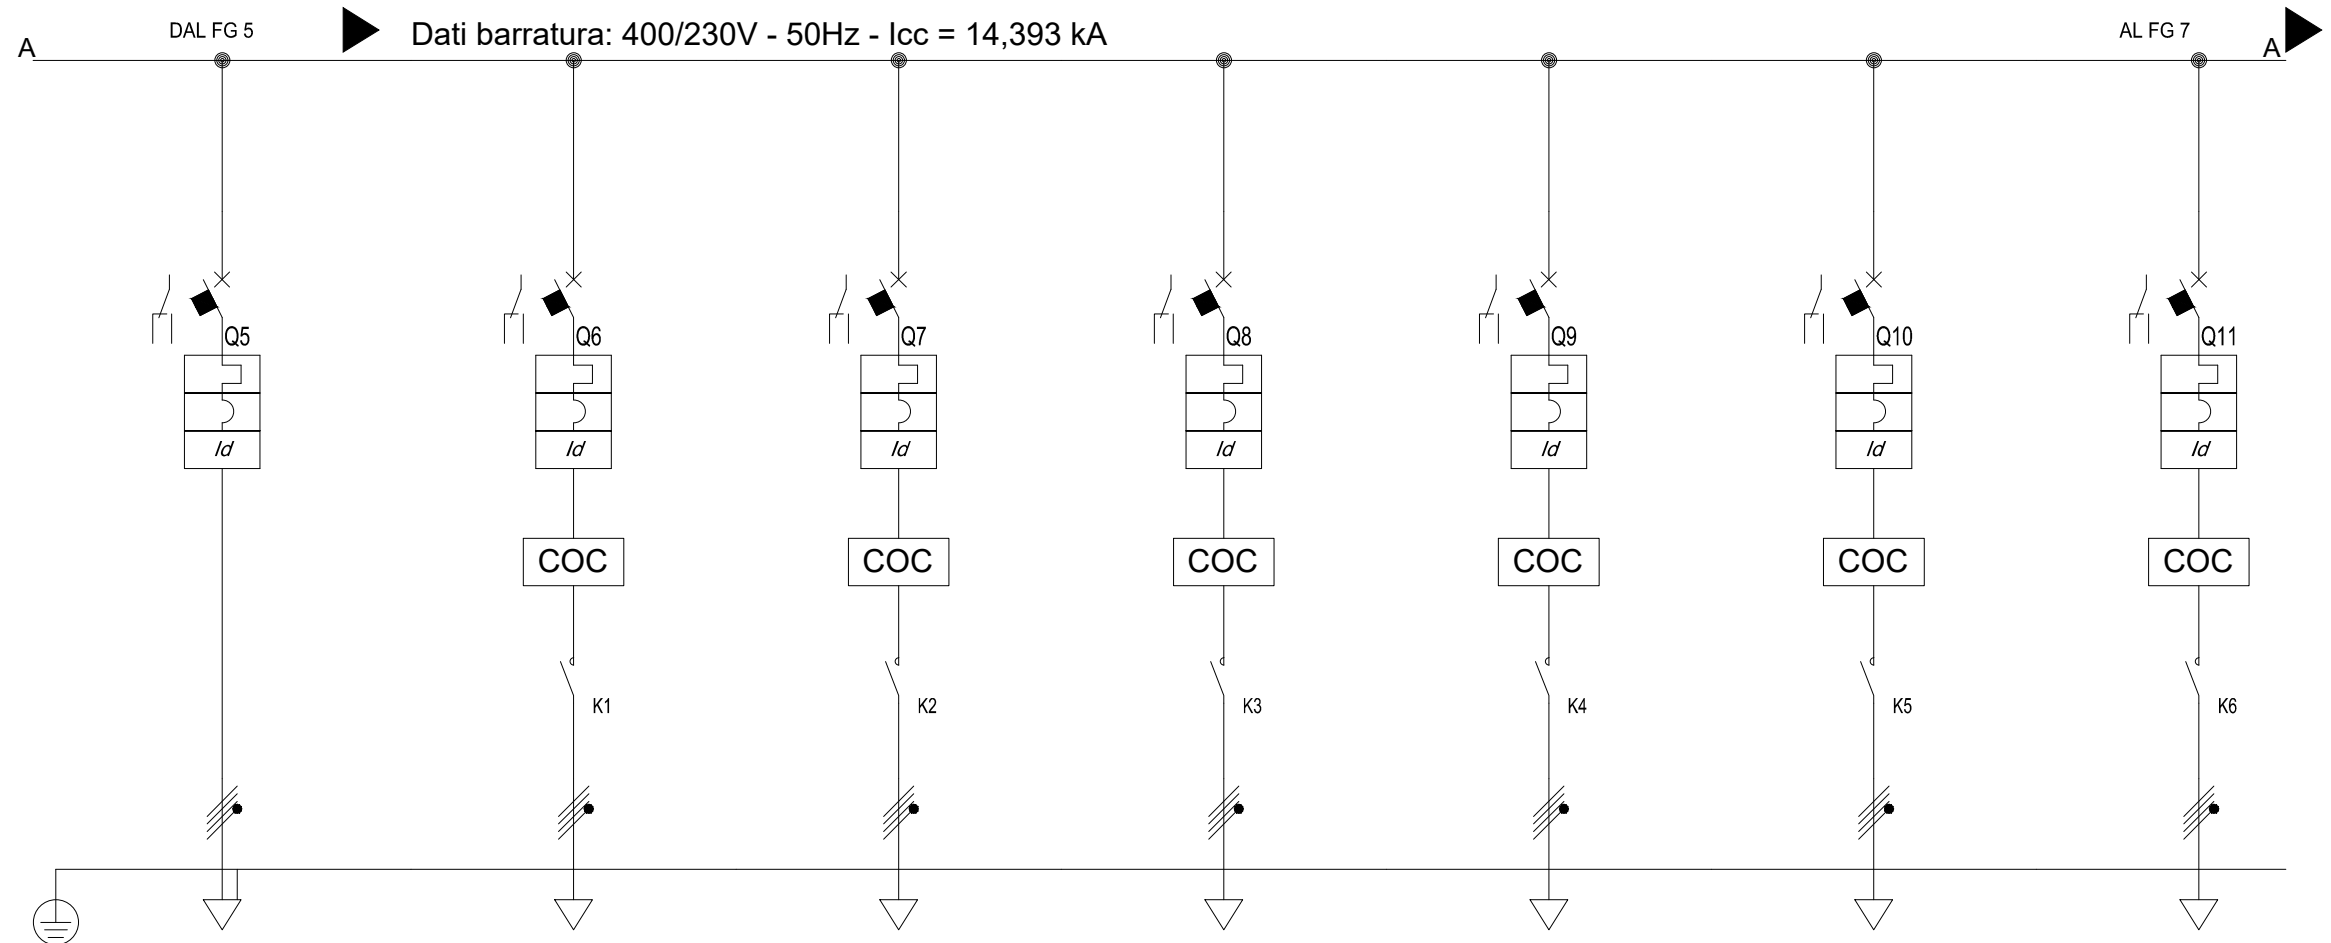 DAL FG 5
Dati barratura: 400/230V - 50Hz - Icc = 14,393 kA
AL FG 7
A
A
Q5
Q6
Q7
Q8
Q9
Q10
Q11
Id
Id
Id
Id
Id
Id
Id
COC
COC
COC
COC
COC
COC
K1
K2
K3
K4
K5
K6